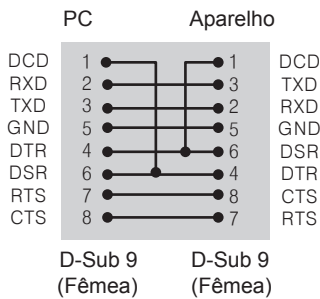 PC Aparelho
DCD 1 1 DCD
RXD 2 3 TXD
TXD 3 2 RXD
GND 5 5 GND
DTR 4 6 DSR
DSR 6 4 DTR
RTS 7 8 CTS
CTS 8 7 RTS
D-Sub 9 D-Sub 9
(Fêmea) (Fêmea)